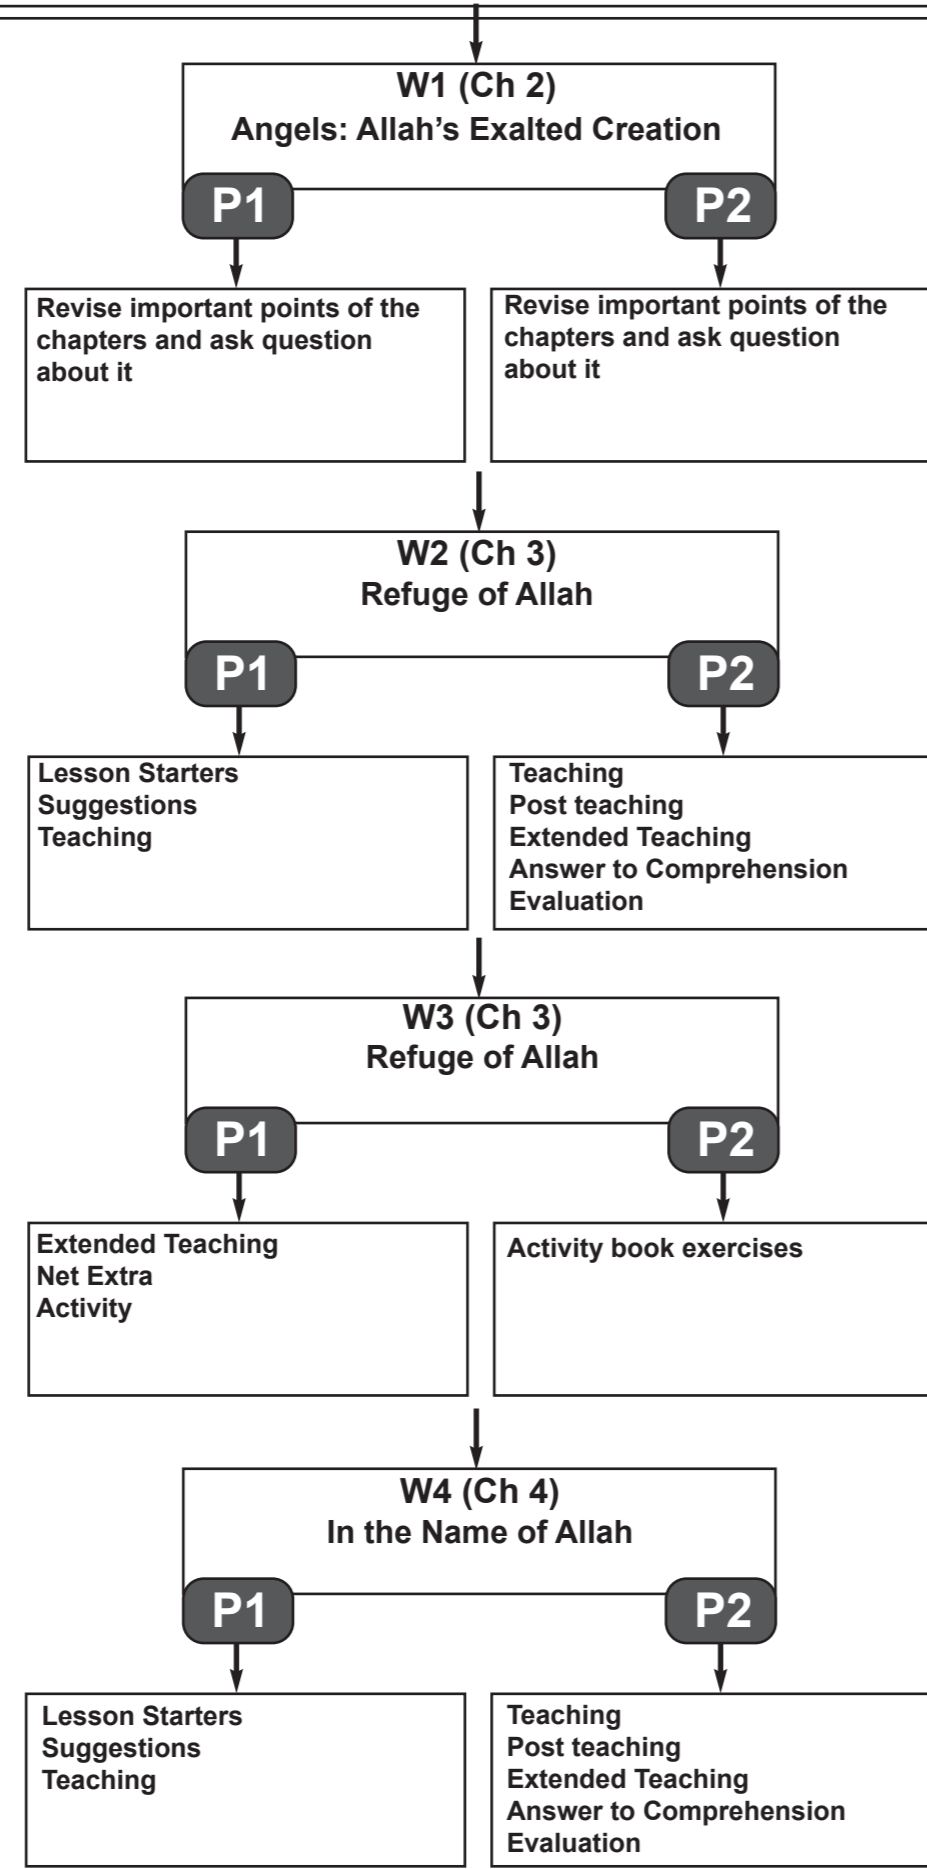 W1 (Ch 2)
Angels: Allah's Exalted Creation
P1
P2
Revise important points of the
chapters and ask question
about it
Revise important points of the
chapters and ask question
about it
W2 (Ch 3)
Refuge of Allah
P1
P2
Lesson Starters
Suggestions
Teaching
Teaching
Post teaching
Extended Teaching
Answer to Comprehension
Evaluation
W3 (Ch 3)
Refuge of Allah
P1
P2
Extended Teaching
Net Extra
Activity
Activity book exercises
W4 (Ch 4)
In the Name of Allah
P1
P2
Lesson Starters
Suggestions
Teaching
Teaching
Post teaching
Extended Teaching
Answer to Comprehension
Evaluation